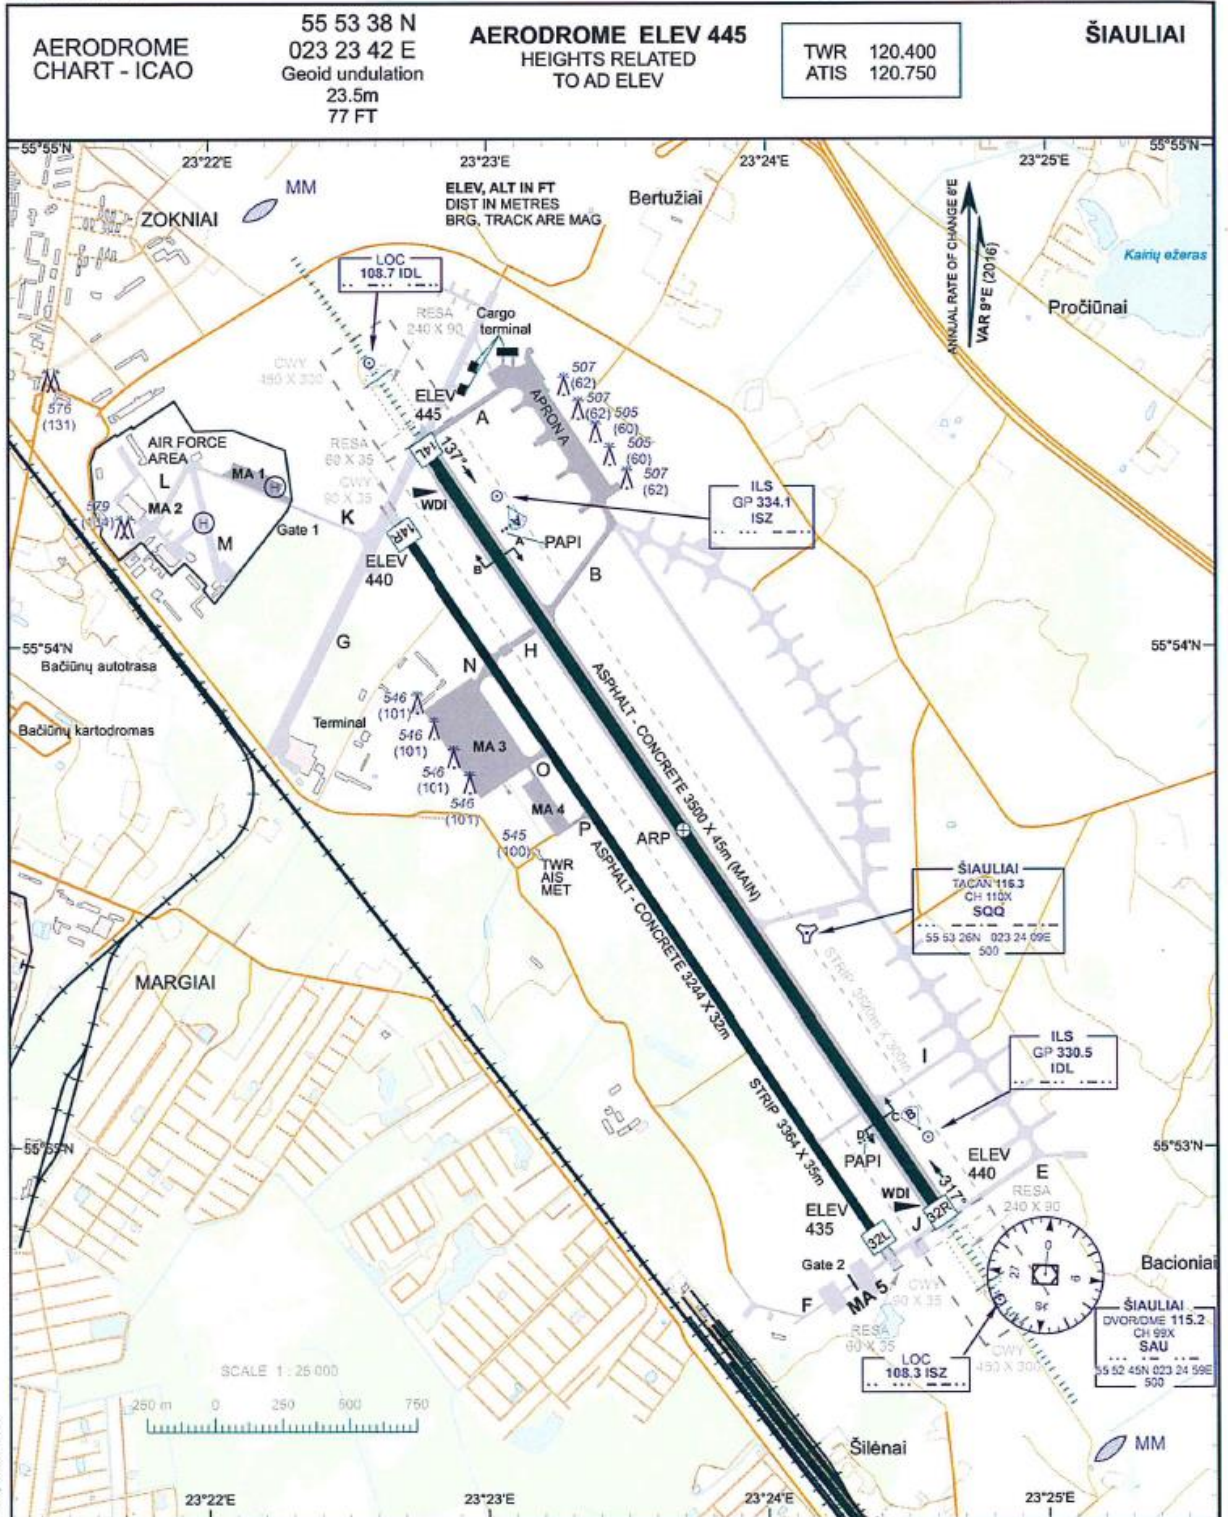 AERODROME
CHART - ICAO
55 53 38 N
023 23 42 E
Geoid undulation
23.5m
77 FT
AERODROME ELEV 445
HEIGHTS RELATED
TO AD ELEV
TWR 120.400
ATIS 120.750
ŠIAULIAI
55°55'N
23°22'E
23°23'E
23°24'E
23°25'E
55°55'N
MM
ZOKNIAI
ELEV, ALT IN FT
DIST IN METRES
BRG, TRACK ARE MAG
Bertužiai
ANNUAL RATE OF CHANGE 6'E
VAR 9°E (2016)
Kairių ežeras
Pročiūnai
LOC
108.7 IDL
RESA
240 X 90
Cargo
terminal
CWY
450 X 300
ELEV
445
A
APRON A
507
(62)
507
(62)
505
(60)
505
(60)
507
(62)
576
(131)
AIR FORCE
AREA
L
MA 1
H
MA 2
H
M
Gate 1
RESA
60 X 35
CWY
90 X 35
K
14L
137°
WDI
14R
ELEV
440
ILS
GP 334.1
ISZ
A
PAPI
A
B
B
G
55°54'N
55°54'N
Bačiūnų autotrasa
Bačiūnų kartodromas
N
H
Terminal
546
(101)
546
(101)
546
(101)
546
(101)
MA 3
O
MA 4
P
545
(100)
TWR
AIS
MET
ARP
ASPHALT - CONCRETE 3500 X 45m (MAIN)
ASPHALT - CONCRETE 3244 X 32m
ŠIAULIAI
TACAN 116.3
CH 110X
SQQ
55 53 26N 023 24 09E
500
MARGIAI
I
ILS
GP 330.5
IDL
STRIP 3364 X 35m
B
C
D
PAPI
55°53'N
ELEV
440
E
RESA
240 X 90
WDI
317°
32R
J
ELEV
435
32L
Gate 2
F
MA 5
RESA
60 X 35
LOC
108.3 ISZ
CWY
450 X 300
0
27
9
Bacioniai
ŠIAULIAI
DVOR/DME 115.2
CH 99X
SAU
55 52 45N 023 24 59E
500
SCALE 1 : 25 000
250 m 0 250 500 750
Šilėnai
MM
23°22'E
23°23'E
23°24'E
23°25'E